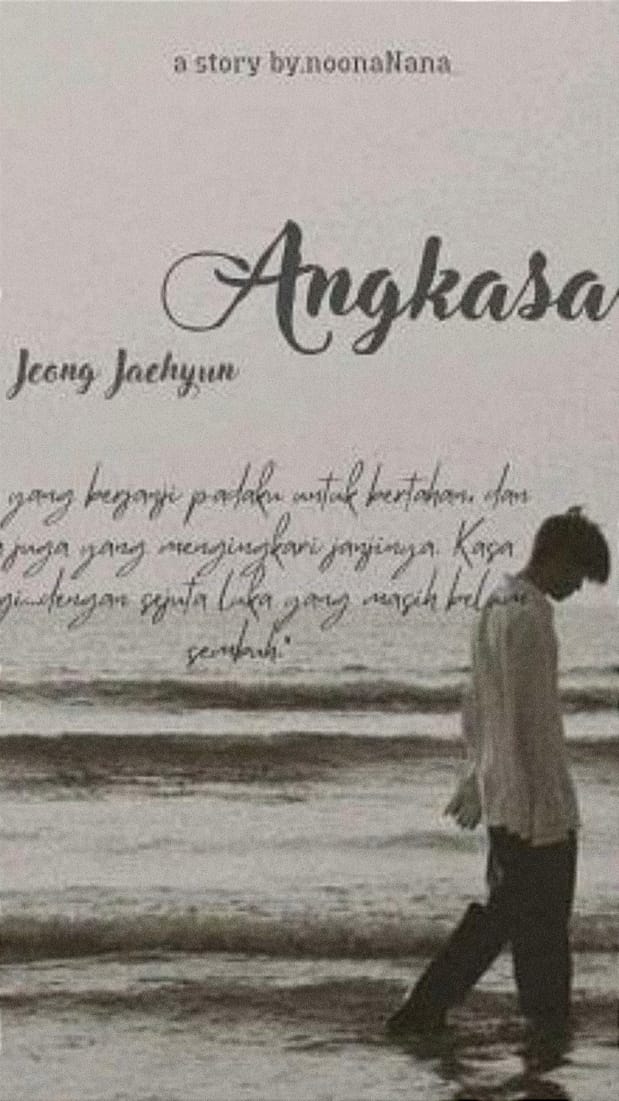 a story by.noonaNana
Angkasa
Jeong Jaehyun
yang berjanji padaku untuk bertahan, dan
juga yang mengingkari janjinya. Kasa
gi...dengan sejuta luka yang masih belum
sembuh."